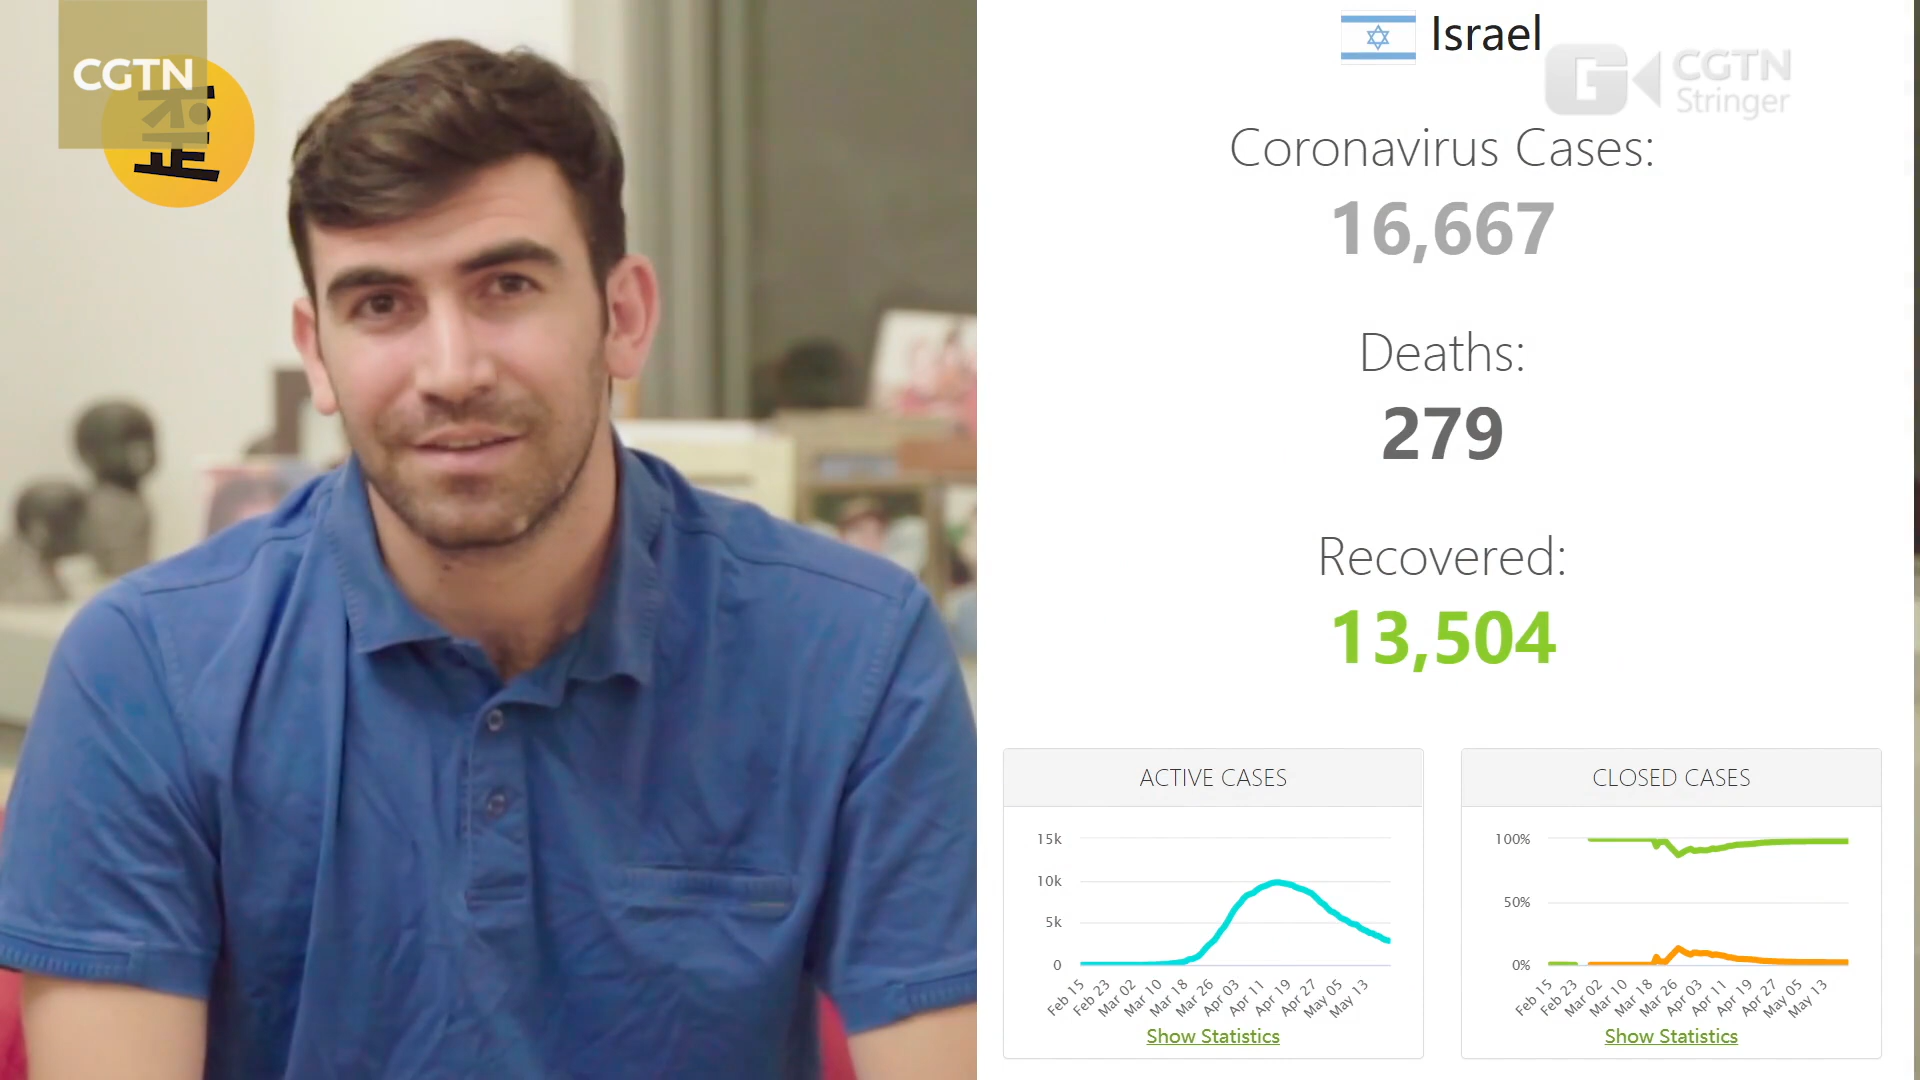 CGTN
Israel
CGTN
Stringer
Coronavirus Cases:
16,667
Deaths:
279
Recovered:
13,504
ACTIVE CASES
15k
10k
5k
0
Feb 15
Feb 23
Mar 02
Mar 10
Mar 18
Mar 26
Apr 03
Apr 11
Apr 19
Apr 27
May 05
May 13
Show Statistics
CLOSED CASES
100%
50%
0%
Feb 15
Feb 23
Mar 02
Mar 10
Mar 18
Mar 26
Apr 03
Apr 11
Apr 19
Apr 27
May 05
May 13
Show Statistics